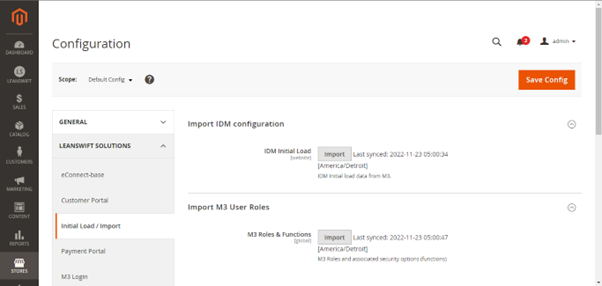 Configuration
2
admin
DASHBOARD
LS
LEANSWIFT
$
SALES
CATALOG
CUSTOMERS
MARKETING
CONTENT
REPORTS
STORES
Scope:
Default Config
?
Save Config
GENERAL
LEANSWIFT SOLUTIONS
eConnect-base
Customer Portal
Initial Load / Import
Payment Portal
M3 Login
Import IDM configuration
IDM Initial Load
[website]
Import Last synced: 2022-11-23 05:00:34
[America/Detroit]
IDM Initial load data from M3.
Import M3 User Roles
M3 Roles & Functions
[global]
Import Last synced: 2022-11-23 05:00:47
[America/Detroit]
M3 Roles and associated security options (functions)